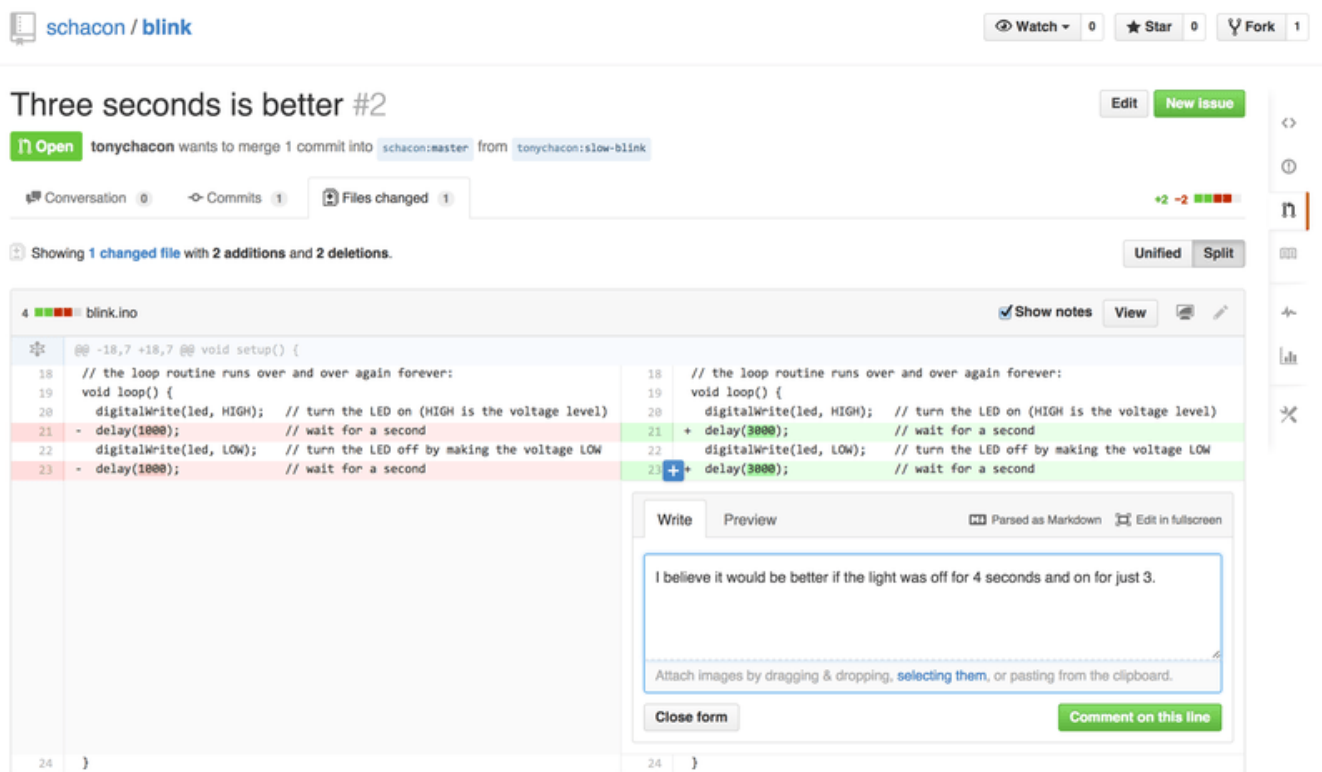 schacon / blink
Watch 0 Star 0 Fork 1
Three seconds is better #2
Edit New issue
Open tonychacon wants to merge 1 commit into schacon:master from tonychacon:slow-blink
Conversation 0 Commits 1 Files changed 1
+2 −2
Showing 1 changed file with 2 additions and 2 deletions.
Unified Split
4 blink.ino
Show notes View
@@ -18,7 +18,7 @@ void setup() {
18 // the loop routine runs over and over again forever:
19 void loop() {
20 digitalWrite(led, HIGH); // turn the LED on (HIGH is the voltage level)
21 - delay(1000); // wait for a second
22 digitalWrite(led, LOW); // turn the LED off by making the voltage LOW
23 - delay(1000); // wait for a second
24 }
18 // the loop routine runs over and over again forever:
19 void loop() {
20 digitalWrite(led, HIGH); // turn the LED on (HIGH is the voltage level)
21 + delay(3000); // wait for a second
22 digitalWrite(led, LOW); // turn the LED off by making the voltage LOW
23 + delay(3000); // wait for a second
Write Preview
Parsed as Markdown Edit in fullscreen
I believe it would be better if the light was off for 4 seconds and on for just 3.
Attach images by dragging & dropping, selecting them, or pasting from the clipboard.
Close form Comment on this line
24 }